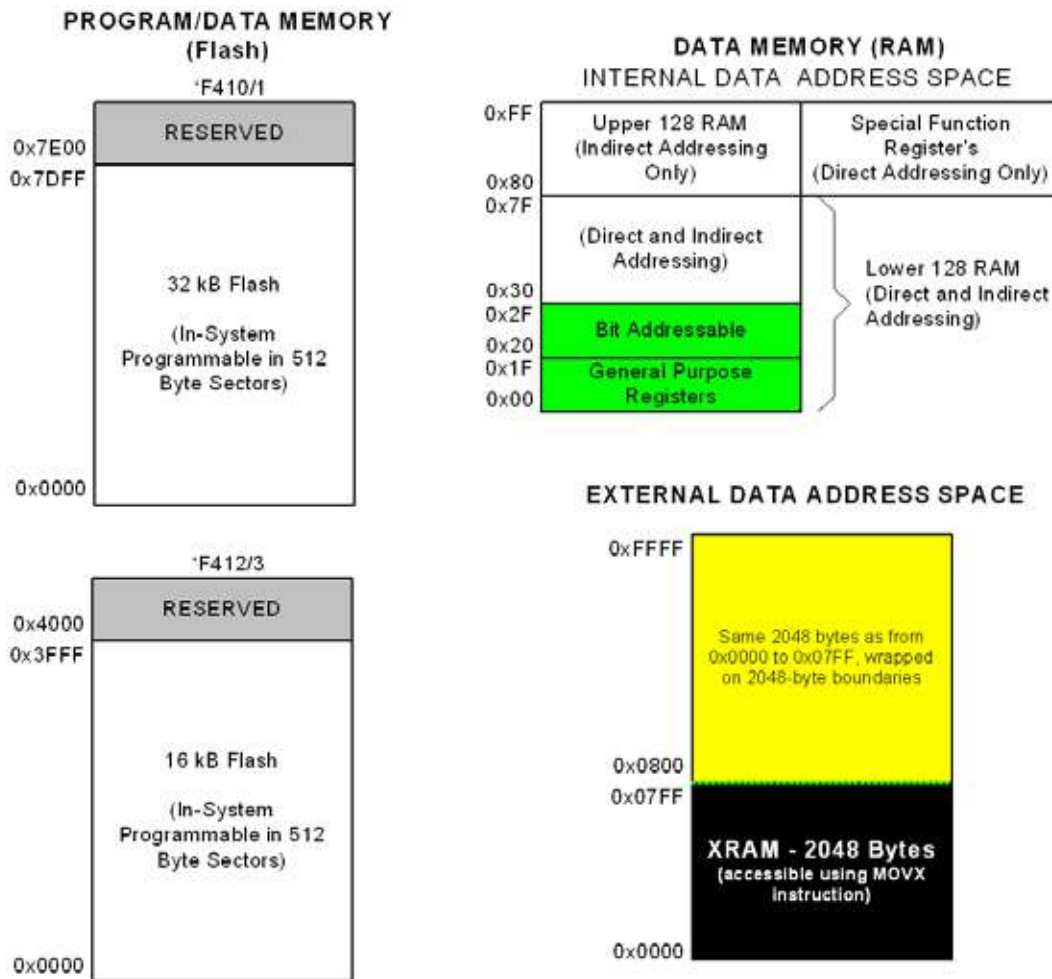 PROGRAM/DATA MEMORY
(Flash)
'F410/1
RESERVED
0x7E00
0x7DFF
32 kB Flash
(In-System
Programmable in 512
Byte Sectors)
0x0000
'F412/3
RESERVED
0x4000
0x3FFF
16 kB Flash
(In-System
Programmable in 512
Byte Sectors)
0x0000
DATA MEMORY (RAM)
INTERNAL DATA ADDRESS SPACE
0xFF
Upper 128 RAM
(Indirect Addressing
Only)
0x80
Special Function
Register's
(Direct Addressing Only)
0x7F
(Direct and Indirect
Addressing)
0x30
0x2F
Bit Addressable
0x20
0x1F
General Purpose
Registers
0x00
Lower 128 RAM
(Direct and Indirect
Addressing)
EXTERNAL DATA ADDRESS SPACE
0xFFFF
Same 2048 bytes as from
0x0000 to 0x07FF, wrapped
on 2048-byte boundaries
0x0800
0x07FF
XRAM - 2048 Bytes
(accessible using MOVX
instruction)
0x0000